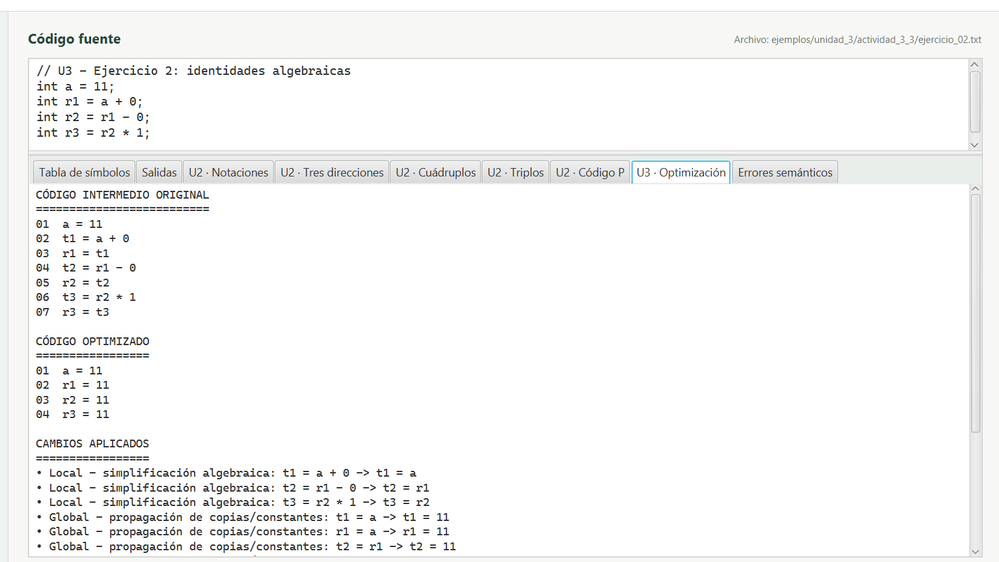 Código fuente
Archivo: ejemplos/unidad_3/actividad_3_3/ejercicio_02.txt
// U3 - Ejercicio 2: identidades algebraicas
int a = 11;
int r1 = a + 0;
int r2 = r1 - 0;
int r3 = r2 * 1;
Tabla de símbolos Salidas U2 · Notaciones U2 · Tres direcciones U2 · Cuádruplos U2 · Triplos U2 · Código P U3 · Optimización Errores semánticos
CÓDIGO INTERMEDIO ORIGINAL
==========================
01 a = 11
02 t1 = a + 0
03 r1 = t1
04 t2 = r1 - 0
05 r2 = t2
06 t3 = r2 * 1
07 r3 = t3
CÓDIGO OPTIMIZADO
=================
01 a = 11
02 r1 = 11
03 r2 = 11
04 r3 = 11
CAMBIOS APLICADOS
=================
• Local - simplificación algebraica: t1 = a + 0 -> t1 = a
• Local - simplificación algebraica: t2 = r1 - 0 -> t2 = r1
• Local - simplificación algebraica: t3 = r2 * 1 -> t3 = r2
• Global - propagación de copias/constantes: t1 = a -> t1 = 11
• Global - propagación de copias/constantes: r1 = a -> r1 = 11
• Global - propagación de copias/constantes: t2 = r1 -> t2 = 11